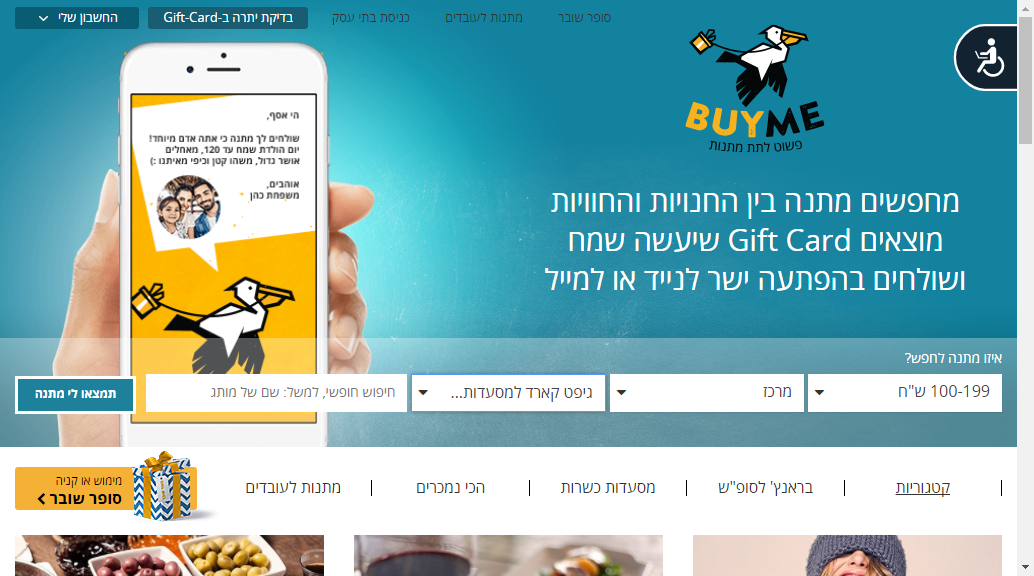 סופר שובר
מתנות לעובדים
כניסת בתי עסק
בדיקת יתרה ב-Gift-Card
החשבון שלי
BUYME
פשוט לתת מתנות
הי אסף,
שולחים לך מתנה כי אתה אדם מיוחד!
יום הולדת שמח עד 120, מאחלים
אושר גדול, משהו קטן וכיפי מאיתנו :)
אוהבים,
משפחת כהן
מחפשים מתנה בין החנויות והחוויות
מוצאים Gift Card שיעשה שמח
ושולחים בהפתעה ישר לנייד או למייל
איזו מתנה לחפש?
100-199 ש"ח
מרכז
גיפט קארד למסעדות...
חיפוש חופשי, למשל: שם של מותג
תמצאו לי מתנה
קטגוריות
בראנץ' לסופ"ש
מסעדות כשרות
הכי נמכרים
מתנות לעובדים
מימוש או קניה
סופר שובר